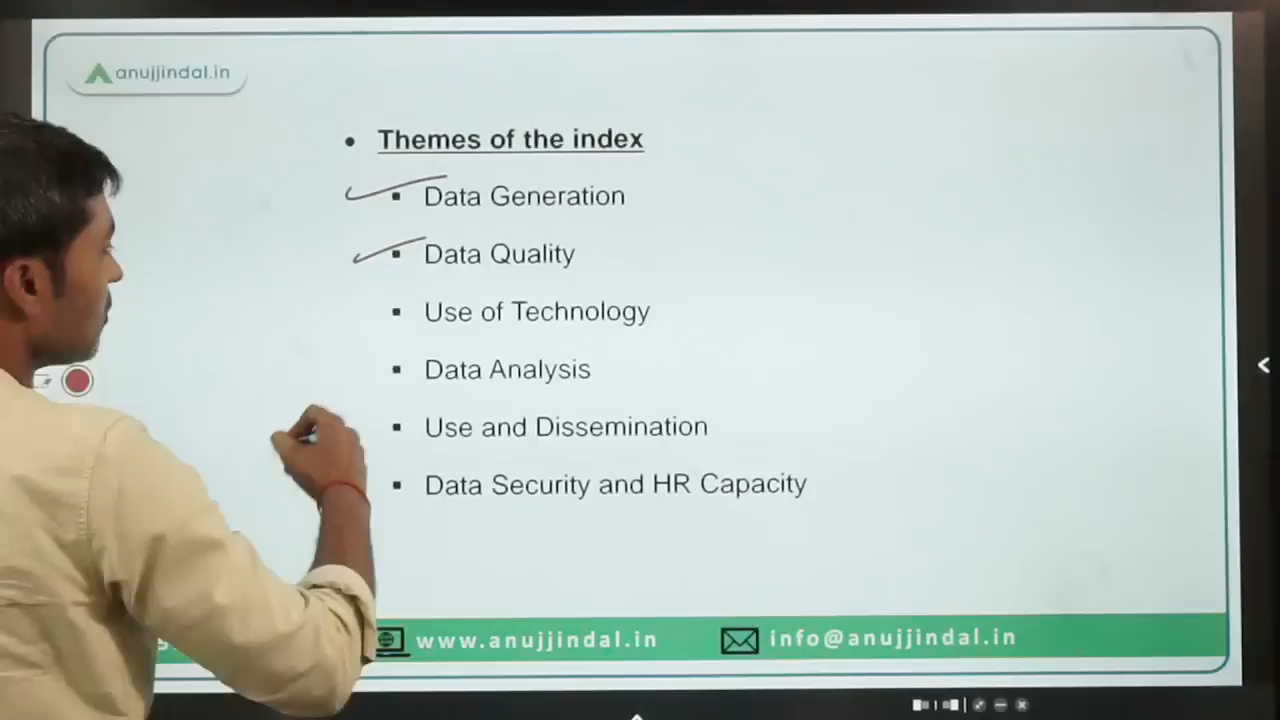 anujjindal.in
• Themes of the index
▪ Data Generation
▪ Data Quality
▪ Use of Technology
▪ Data Analysis
▪ Use and Dissemination
▪ Data Security and HR Capacity
www.anujjindal.in
info@anujjindal.in